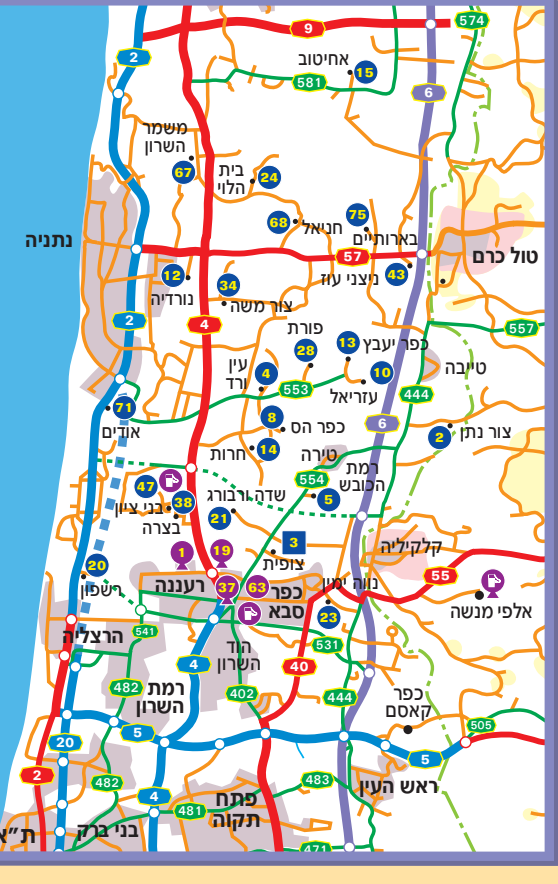 574
9
2
אחיטוב
15
581
6
משמר
השרון
67
בית
הלוי
24
68
חניאל
75
בארותיים
נתניה
57
טול כרם
12
נורדיה
34
ניצני עוז
43
צור משה
2
4
פורת
28
13
כפר יעבץ
557
עין
ורד
4
553
10
עזריאל
444
טייבה
71
אודים
8
כפר הס
6
2
צור נתן
חרות
14
טירה
רמת
הכובש
554
47
38
בני ציון
שדה ורבורג
5
21
בצרה
1
19
3
צופית
קלקיליה
20
רשפון
רעננה
37
63
כפר
סבא
נווה ימין
23
55
אלפי מנשה
הרצליה
541
הוד
השרון
531
4
40
482
רמת
השרון
402
444
כפר
קאסם
5
20
505
5
2
482
483
ראש העין
4
481
פתח
תקוה
ת"א
בני ברק
471